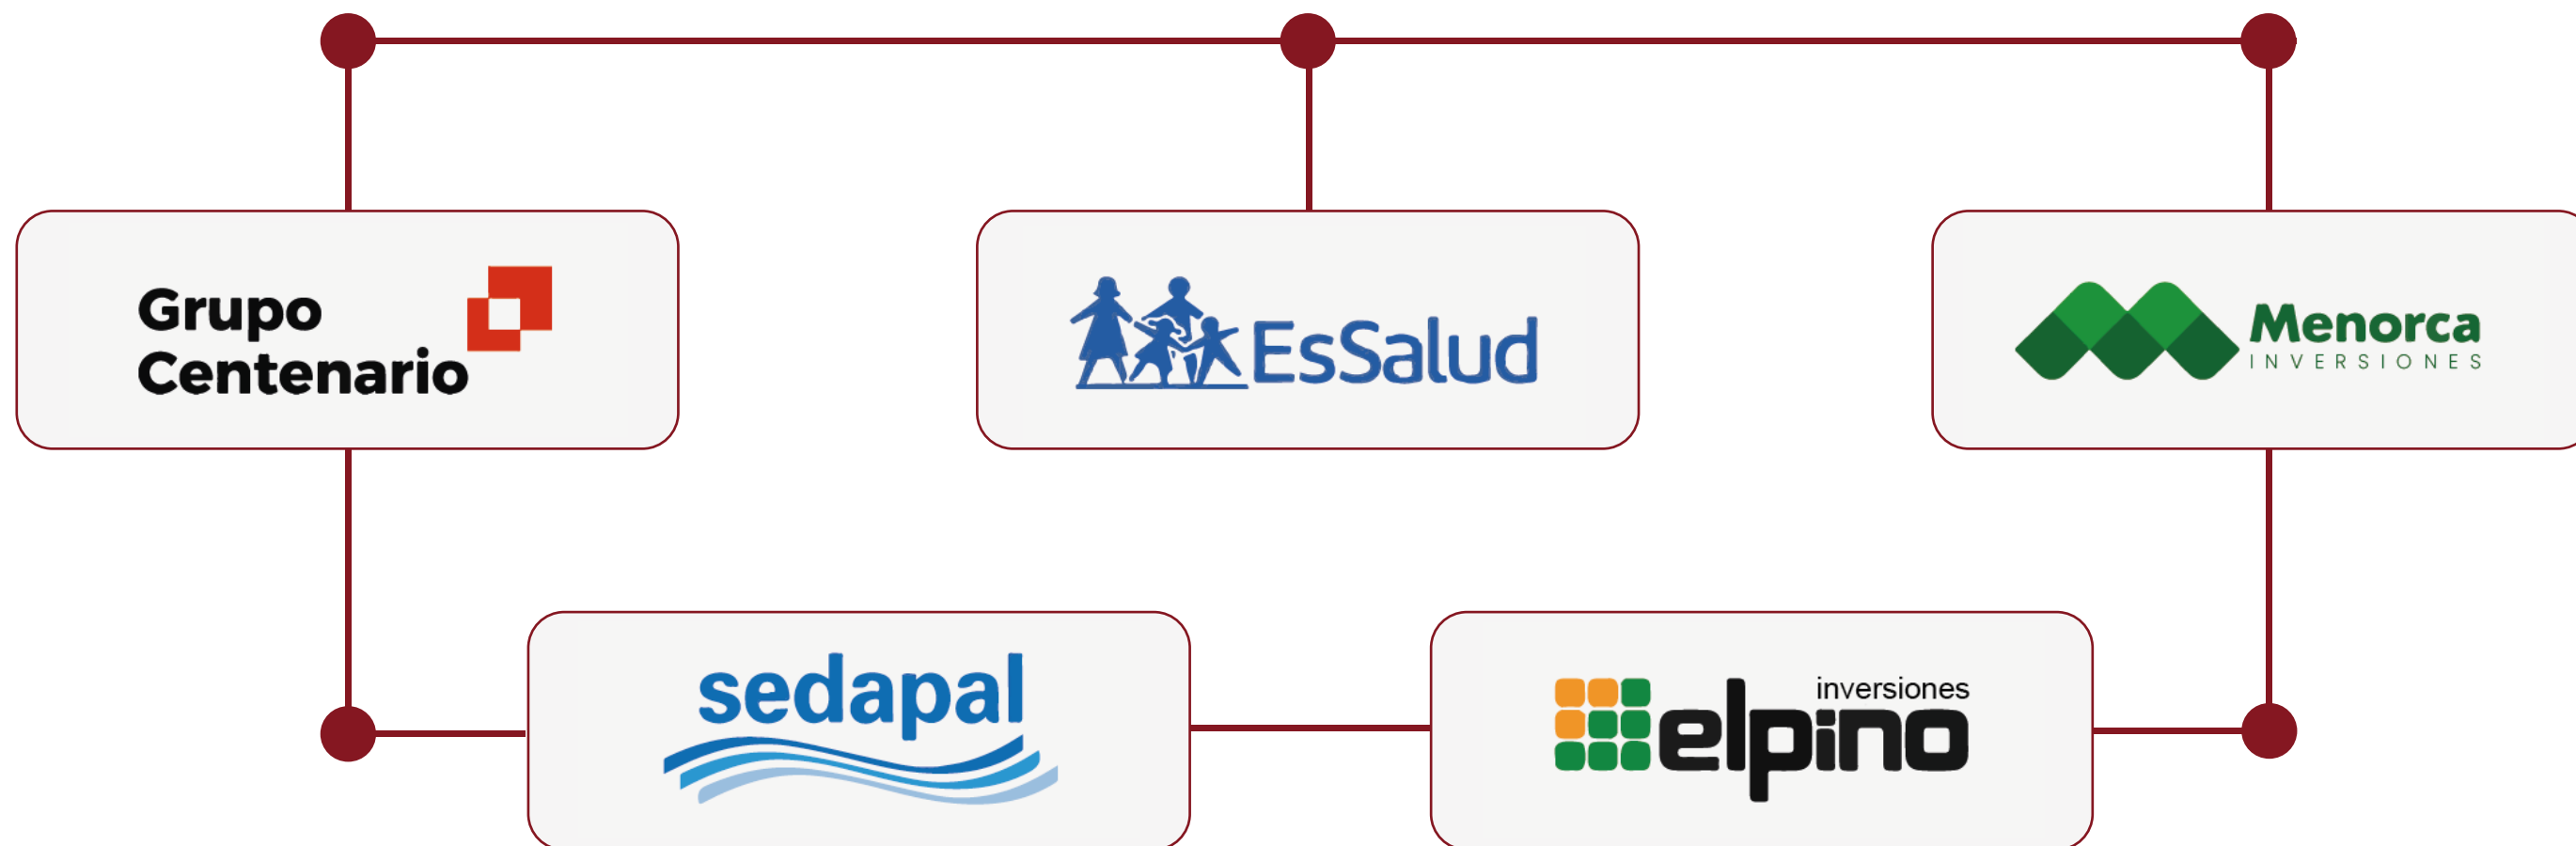 Grupo
Centenario
EsSalud
Menorca
INVERSIONES
sedapal
inversiones
elpino